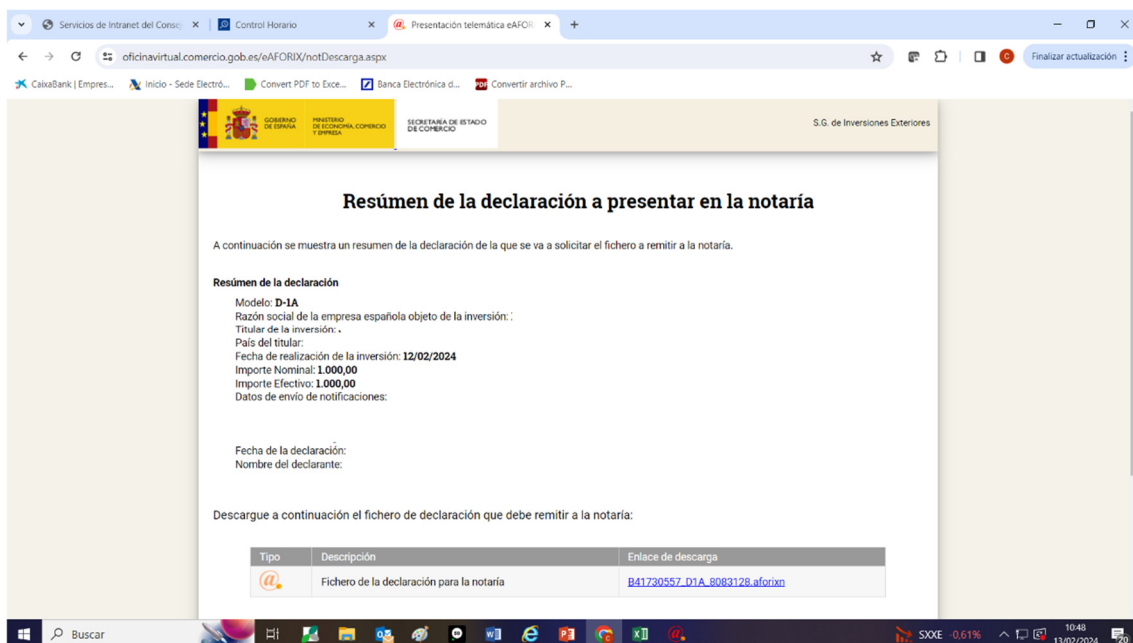 Servicios de Intranet del Conse
Control Horario
Presentación telemática eAFOR
oficinavirtual.comercio.gob.es/eAFORIX/notDescarga.aspx
C
Finalizar actualización
CaixaBank | Empres...
Inicio - Sede Electró...
Convert PDF to Exce...
Banca Electrónica d...
Convertir archivo P...
GOBIERNO DE ESPAÑA
MINISTERIO DE ECONOMÍA, COMERCIO Y EMPRESA
SECRETARÍA DE ESTADO DE COMERCIO
S.G. de Inversiones Exteriores
Resúmen de la declaración a presentar en la notaría
A continuación se muestra un resumen de la declaración de la que se va a solicitar el fichero a remitir a la notaría.
Resúmen de la declaración
Modelo: D-1A
Razón social de la empresa española objeto de la inversión:
Titular de la inversión:
País del titular:
Fecha de realización de la inversión: 12/02/2024
Importe Nominal: 1.000,00
Importe Efectivo: 1.000,00
Datos de envío de notificaciones:
Fecha de la declaración:
Nombre del declarante:
Descargue a continuación el fichero de declaración que debe remitir a la notaría:
Tipo Descripción Enlace de descarga
Fichero de la declaración para la notaría B41730557_D1A_8083128.aforixn
Buscar
SXXE -0,61%
10:48
13/02/2024
20